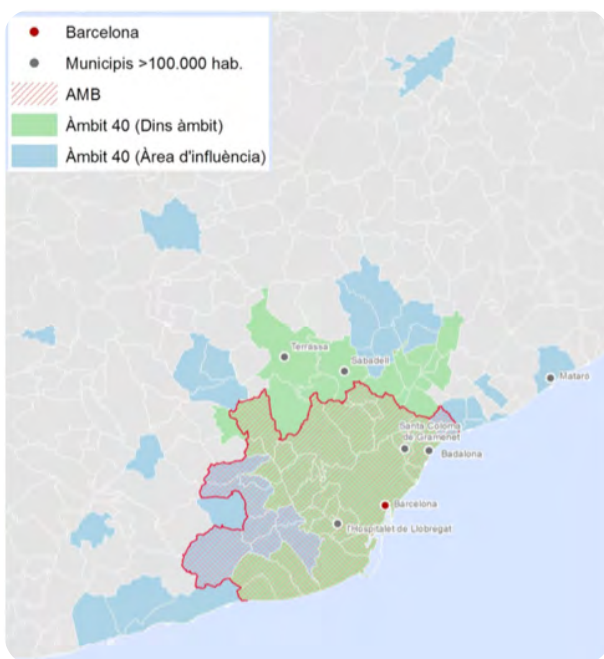 Barcelona
Municipis >100.000 hab.
AMB
Àmbit 40 (Dins àmbit)
Àmbit 40 (Àrea d'influència)
Terrassa
Sabadell
Mataró
Santa Coloma
de Gramenet
Badalona
Barcelona
l'Hospitalet de Llobregat